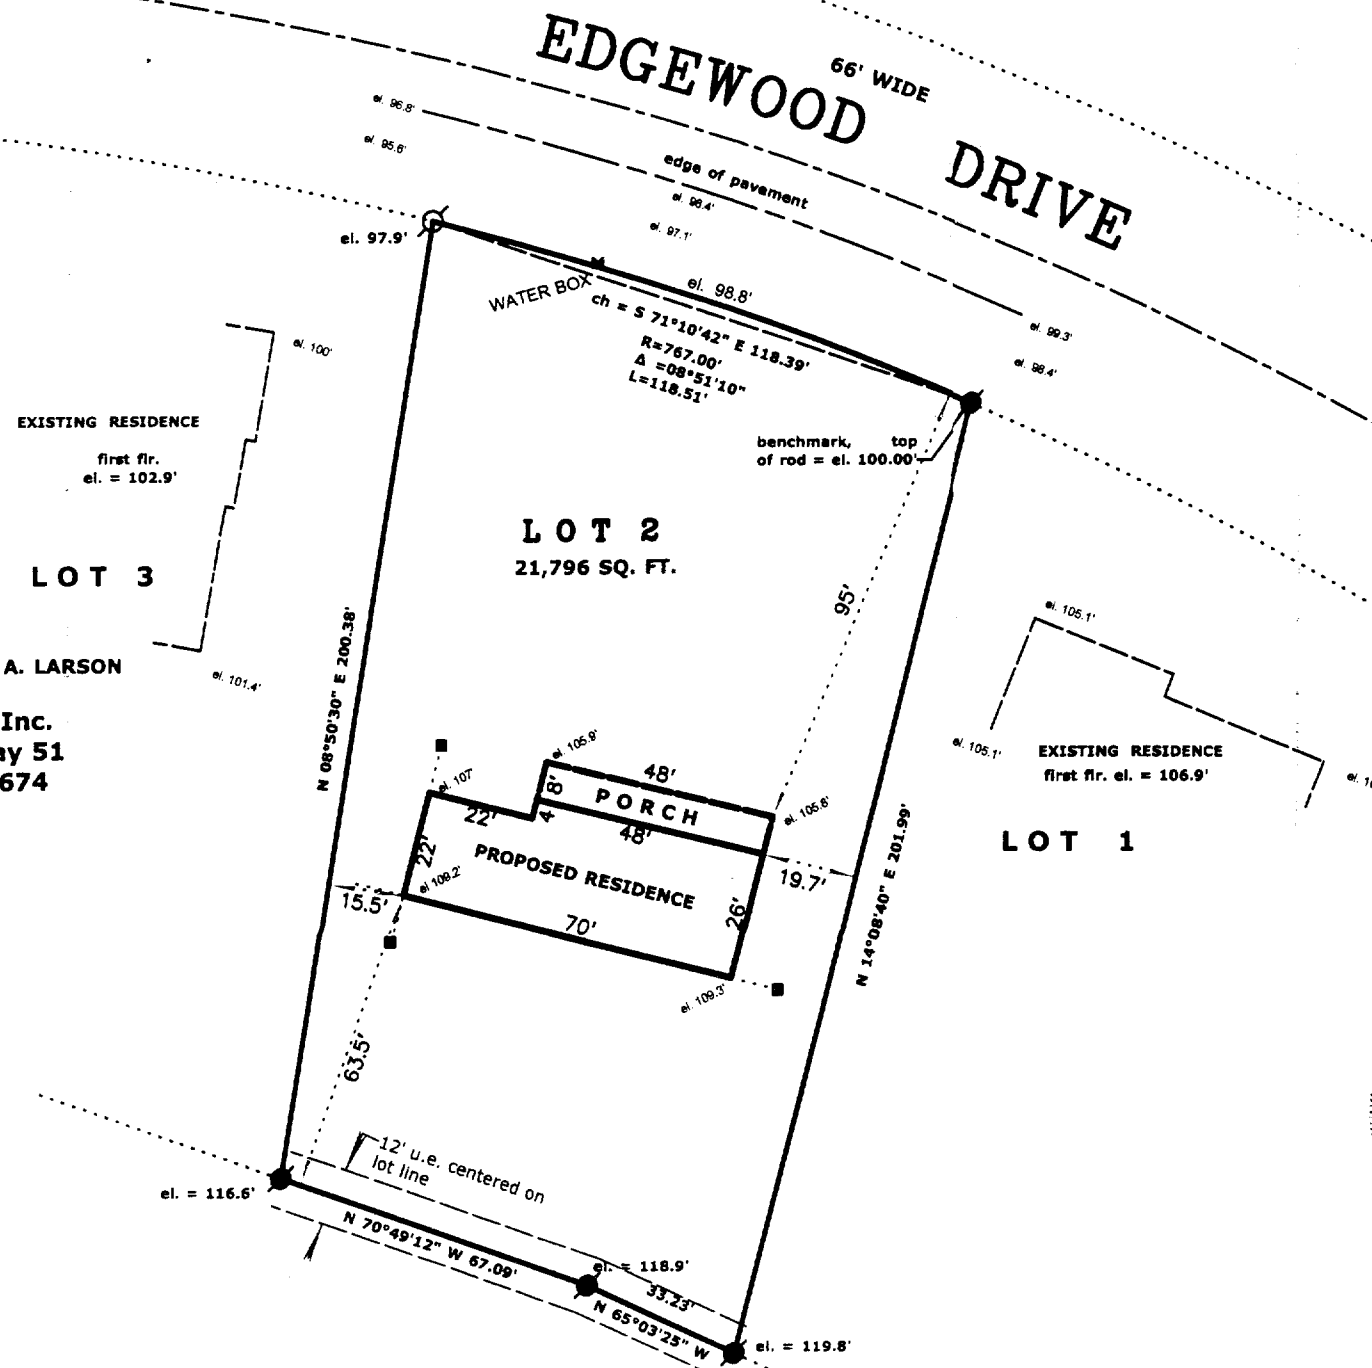 EDGEWOOD DRIVE
66' WIDE
el. 96.8'
el. 95.6'
edge of pavement
el. 98.4'
el. 97.1'
el. 97.9'
WATER BOX
el. 98.8'
ch = S 71°10'42" E 118.39'
R=767.00'
Δ =08°51'10"
L=118.51'
el. 99.3'
el. 98.4'
el. 100'
EXISTING RESIDENCE
first flr.
el. = 102.9'
benchmark, top
of rod = el. 100.00'
LOT 2
21,796 SQ. FT.
LOT 3
95'
el. 105.1'
N 08°50'30" E 200.38'
A. LARSON
el. 101.4'
Inc.
ay 51
674
el. 105.1'
EXISTING RESIDENCE
first flr. el. = 106.9'
LOT 1
el. 105.9'
48'
el. 107'
8'
PORCH
el. 105.8'
22'
4'
48'
22'
PROPOSED RESIDENCE
el. 109.2'
19.7'
N 14°08'40" E 201.99'
15.5'
70'
26'
el. 109.3'
63.5'
12' u.e. centered on
lot line
el. = 116.6'
N 70°49'12" W 67.09'
el. = 118.9'
33.23'
N 65°03'25" W
el. = 119.8'